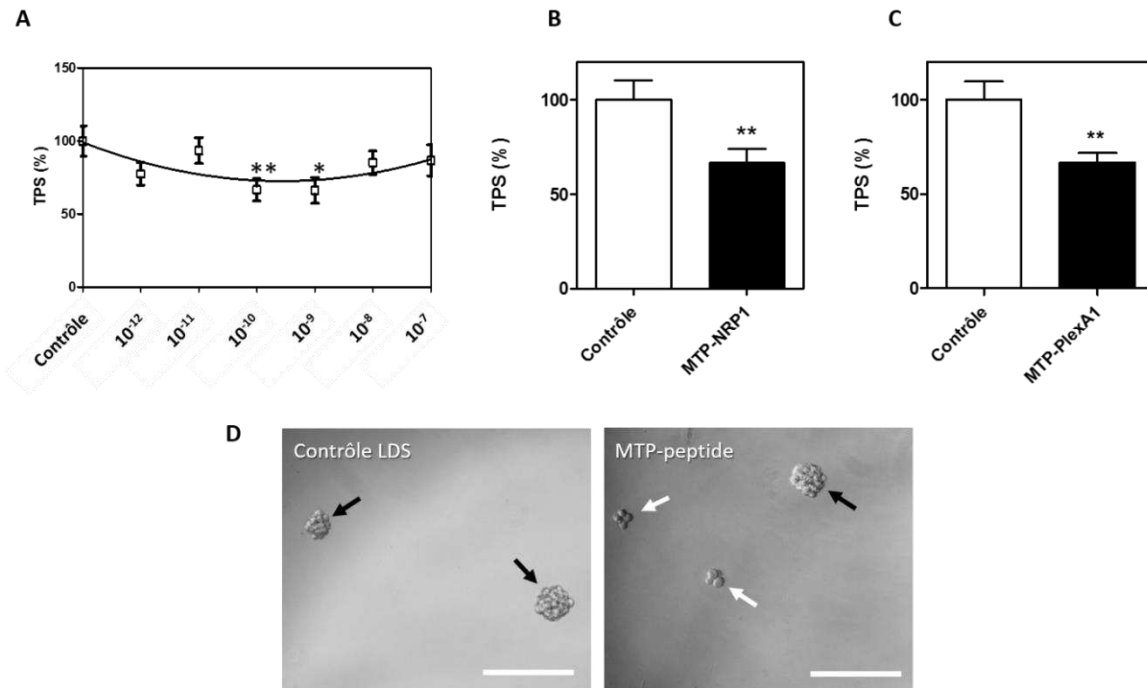 A
150
100
50
0
TPS (%)
** *
Contrôle 10⁻¹² 10⁻¹¹ 10⁻¹⁰ 10⁻⁹ 10⁻⁸ 10⁻⁷
B
100
50
0
TPS (%)
**
Contrôle MTP-NRP1
C
100
50
0
TPS (%)
**
Contrôle MTP-PlexA1
D
Contrôle LDS
MTP-peptide